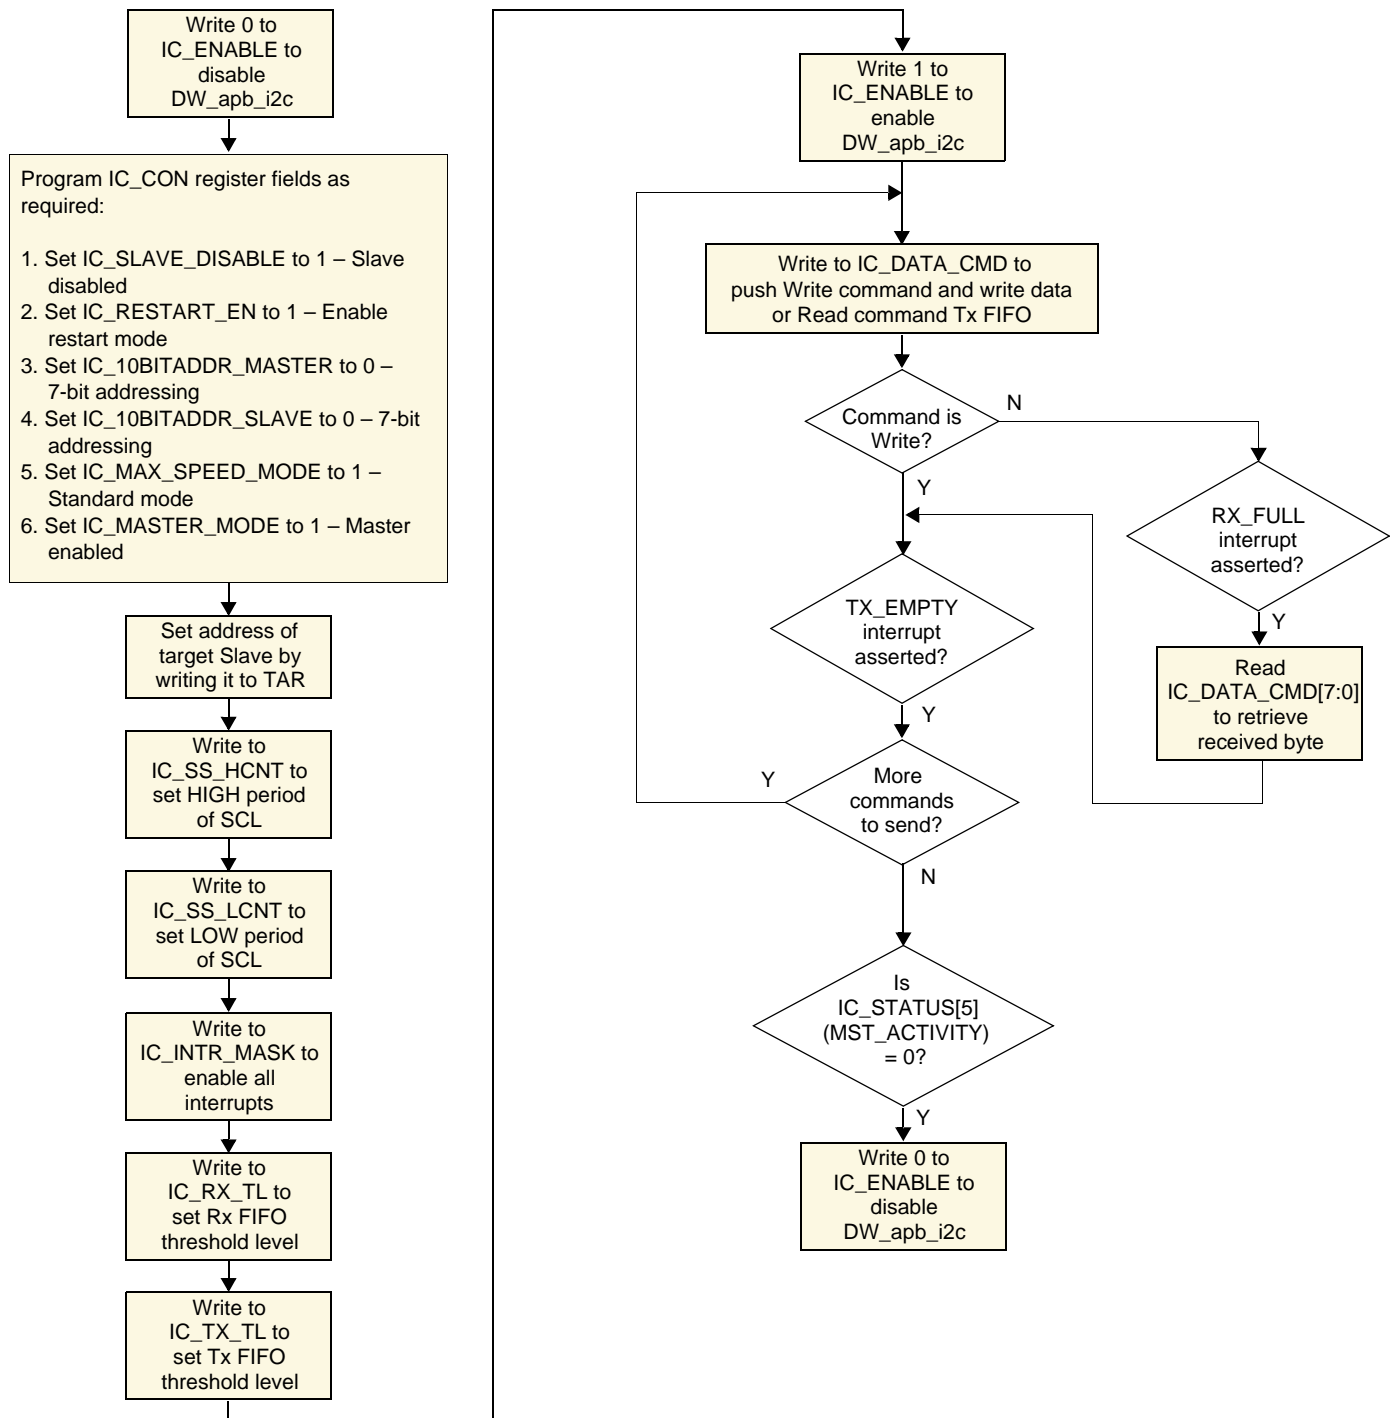 Write 0 to
IC_ENABLE to
disable
DW_apb_i2c
Program IC_CON register fields as
required:
1. Set IC_SLAVE_DISABLE to 1 – Slave
disabled
2. Set IC_RESTART_EN to 1 – Enable
restart mode
3. Set IC_10BITADDR_MASTER to 0 –
7-bit addressing
4. Set IC_10BITADDR_SLAVE to 0 – 7-bit
addressing
5. Set IC_MAX_SPEED_MODE to 1 –
Standard mode
6. Set IC_MASTER_MODE to 1 – Master
enabled
Set address of
target Slave by
writing it to TAR
Write to
IC_SS_HCNT to
set HIGH period
of SCL
Write to
IC_SS_LCNT to
set LOW period
of SCL
Write to
IC_INTR_MASK to
enable all
interrupts
Write to
IC_RX_TL to
set Rx FIFO
threshold level
Write to
IC_TX_TL to
set Tx FIFO
threshold level
Write 1 to
IC_ENABLE to
enable
DW_apb_i2c
Write to IC_DATA_CMD to
push Write command and write data
or Read command Tx FIFO
Command is
Write?
N
Y
RX_FULL
interrupt
asserted?
Y
Read
IC_DATA_CMD[7:0]
to retrieve
received byte
TX_EMPTY
interrupt
asserted?
Y
More
commands
to send?
Y
N
Is
IC_STATUS[5]
(MST_ACTIVITY)
= 0?
Y
Write 0 to
IC_ENABLE to
disable
DW_apb_i2c